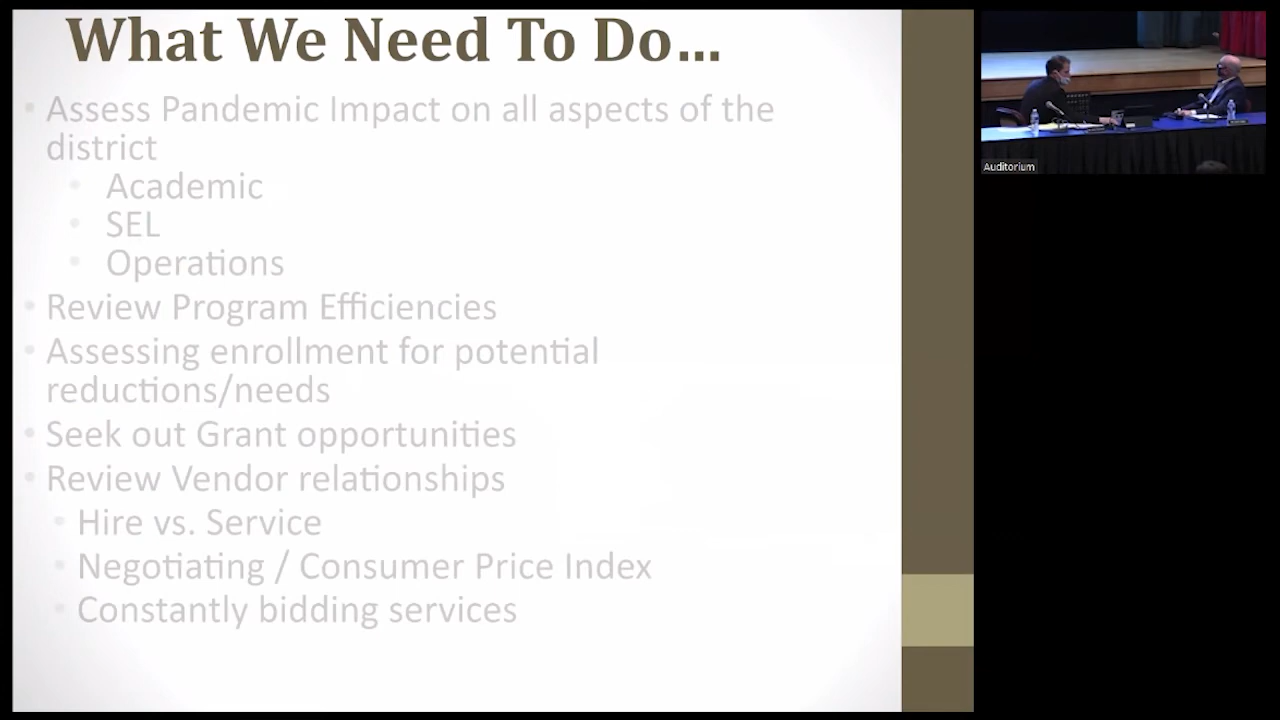 What We Need To Do...
• Assess Pandemic Impact on all aspects of the
district
• Academic
• SEL
• Operations
• Review Program Efficiencies
• Assessing enrollment for potential
reductions/needs
• Seek out Grant opportunities
• Review Vendor relationships
• Hire vs. Service
• Negotiating / Consumer Price Index
• Constantly bidding services
Auditorium